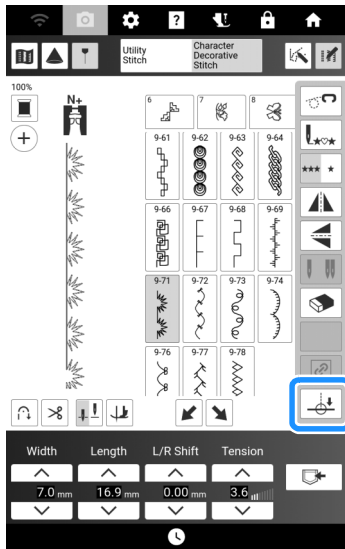 ?
Utility
Stitch
Character
Decorative
Stitch
100%
N+
6
7
8
9-61
9-62
9-63
9-64
9-66
9-67
9-68
9-69
9-71
9-72
9-73
9-74
9-76
9-77
9-78
Width
Length
L/R Shift
Tension
7.0 mm
16.9 mm
0.00 mm
3.6